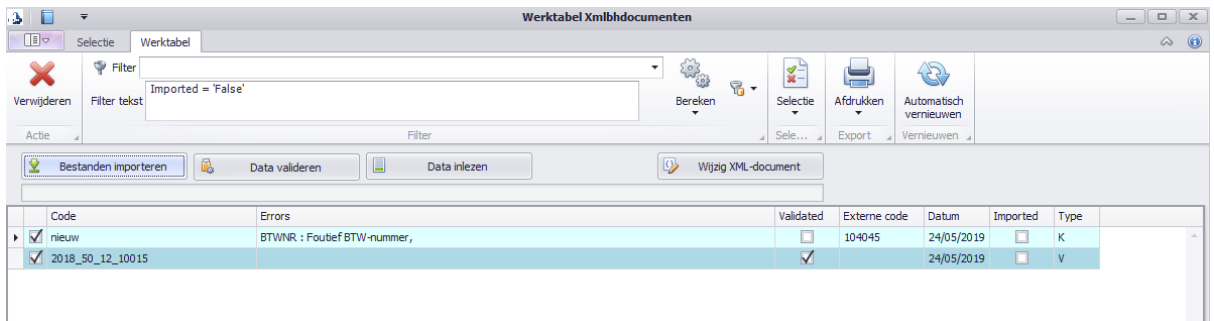 Werktabel Xmlbhdocumenten
Selectie Werktabel
Verwijderen
Filter
Filter tekst Imported = 'False'
Bereken
Selectie
Afdrukken
Automatisch vernieuwen
Actie Filter Sele... Export Vernieuwen
Bestanden importeren Data valideren Data inlezen Wijzig XML-document
Code Errors Validated Externe code Datum Imported Type
nieuw BTWNR : Foutief BTW-nummer, 104045 24/05/2019 K
2018_50_12_10015 24/05/2019 V